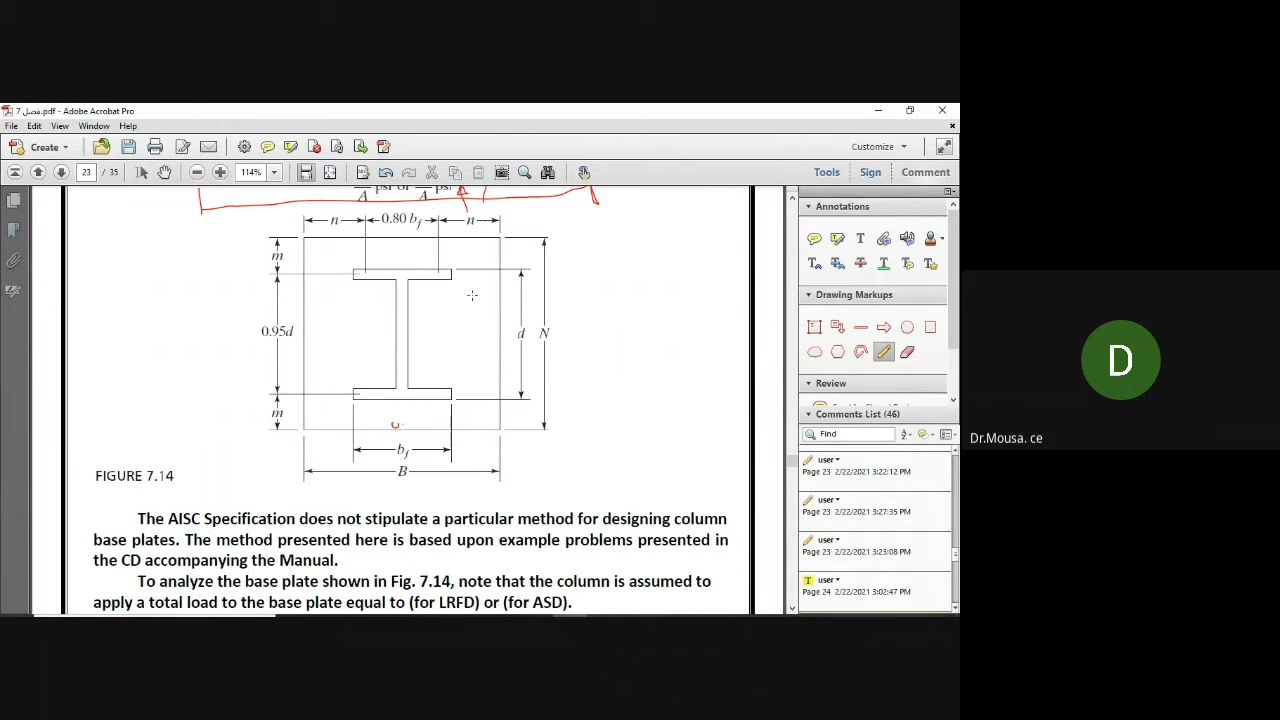 فصل 7.pdf - Adobe Acrobat Pro
File Edit View Window Help
Create
Customize
23 / 35
114%
Tools Sign Comment
A psi or A psi
n 0.80 bf n
m
0.95d
d N
m
bf
B
FIGURE 7.14
The AISC Specification does not stipulate a particular method for designing column
base plates. The method presented here is based upon example problems presented in
the CD accompanying the Manual.
To analyze the base plate shown in Fig. 7.14, note that the column is assumed to
apply a total load to the base plate equal to (for LRFD) or (for ASD).
Annotations
Drawing Markups
Review
Comments List (46)
Find
user
Page 23 2/22/2021 3:22:12 PM
user
Page 23 2/22/2021 3:27:35 PM
user
Page 23 2/22/2021 3:23:08 PM
user
Page 24 2/22/2021 3:02:47 PM
D
Dr.Mousa. ce